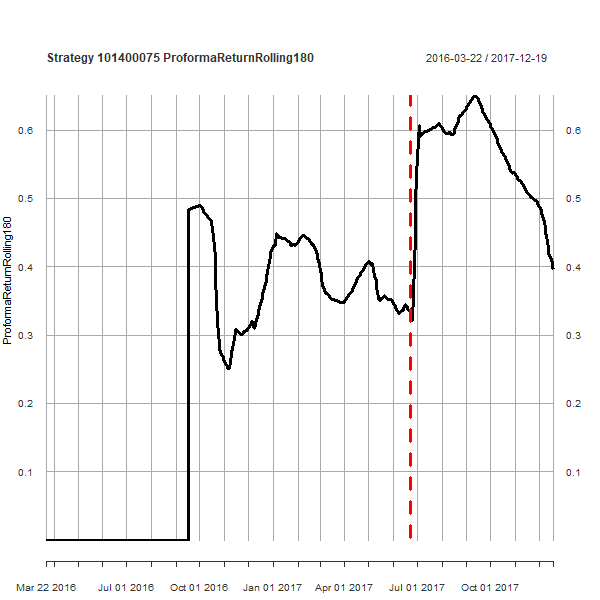 Strategy 101400075 ProformaReturnRolling180 2016-03-22 / 2017-12-19
ProformaReturnRolling180
0.6 0.6
0.5 0.5
0.4 0.4
0.3 0.3
0.2 0.2
0.1 0.1
Mar 22 2016 Jul 01 2016 Oct 01 2016 Jan 01 2017 Apr 01 2017 Jul 01 2017 Oct 01 2017